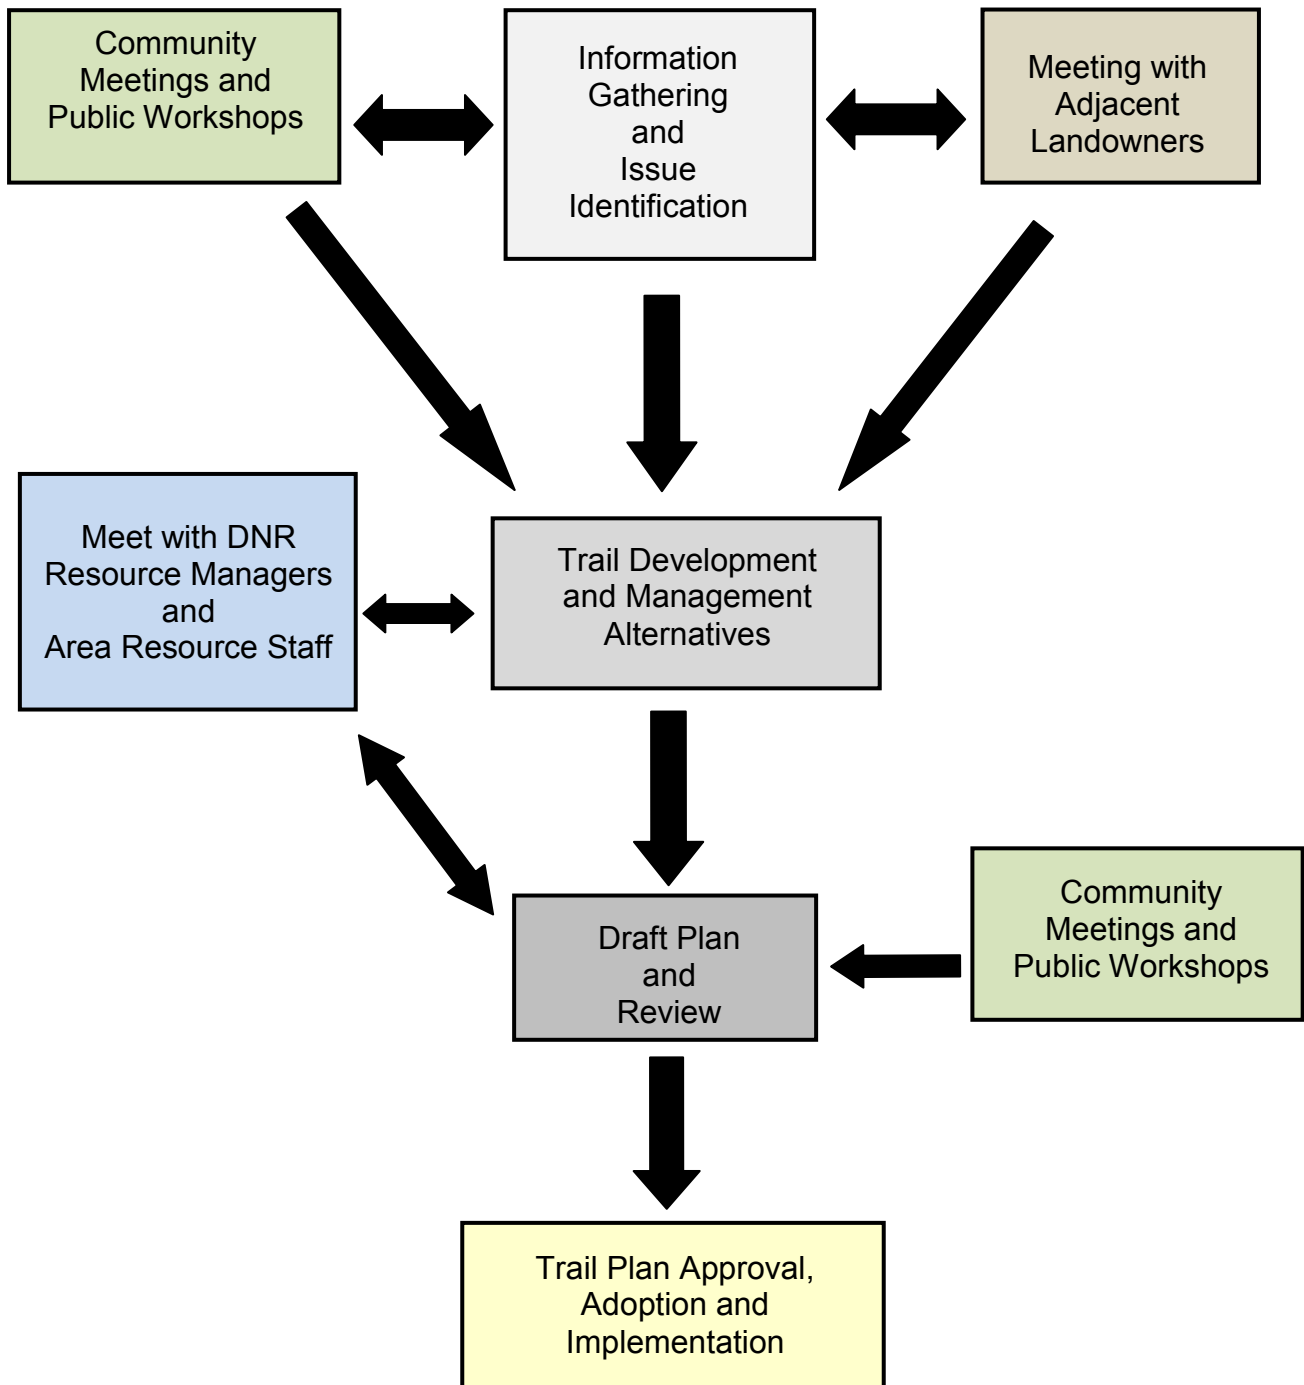 Community
Meetings and
Public Workshops
Information
Gathering
and
Issue
Identification
Meeting with
Adjacent
Landowners
Meet with DNR
Resource Managers
and
Area Resource Staff
Trail Development
and Management
Alternatives
Draft Plan
and
Review
Community
Meetings and
Public Workshops
Trail Plan Approval,
Adoption and
Implementation